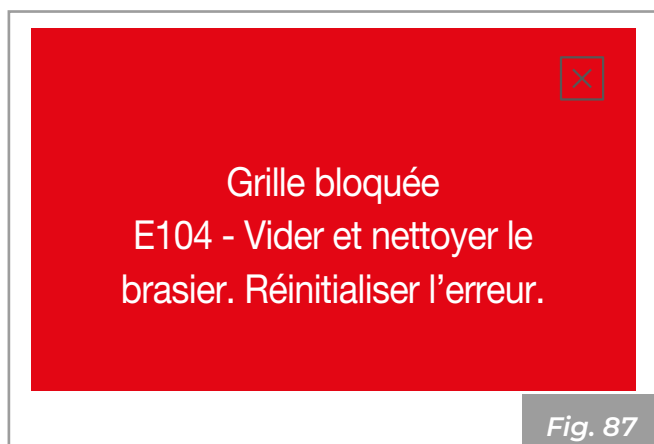 Grille bloquée
E104 - Vider et nettoyer le
brasier. Réinitialiser l’erreur.
Fig. 87